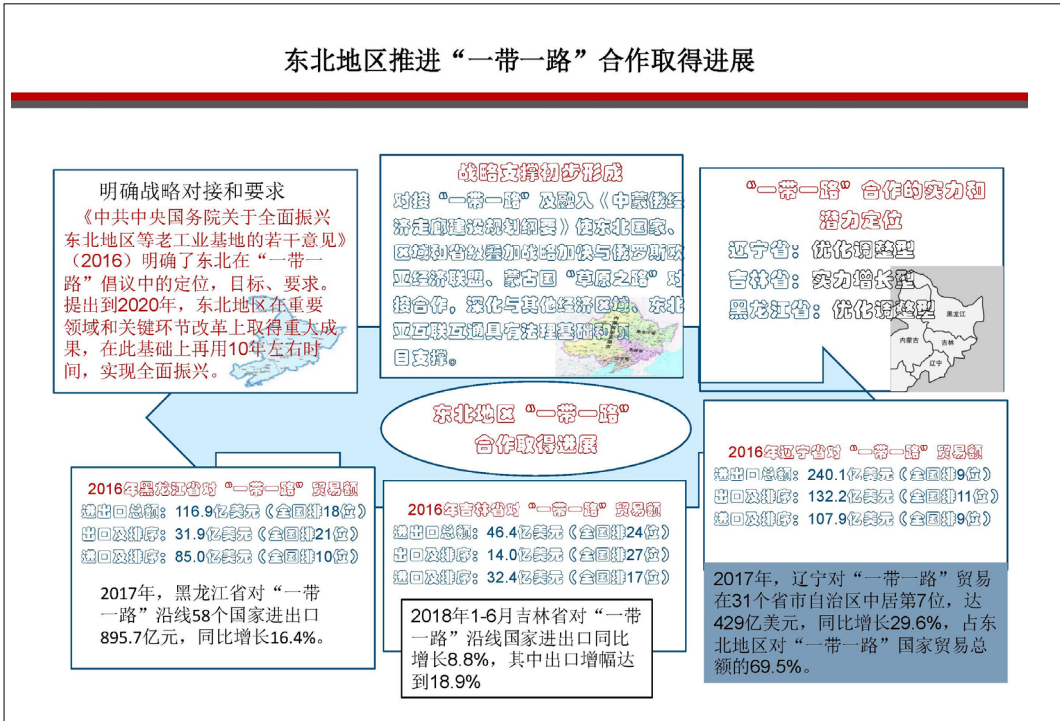 东北地区推进“一带一路”合作取得进展
明确战略对接和要求
《中共中央国务院关于全面振兴
东北地区等老工业基地的若干意见》
（2016）明确了东北在“一带一
路”倡议中的定位，目标、要求。
提出到2020年，东北地区在重要
领域和关键环节改革上取得重大成
果，在此基础上再用10年左右时
间，实现全面振兴。
战略支撑初步形成
对接“一带一路”及融入《中蒙俄经
济走廊建设规划纲要》使东北国家、
区域和省级叠加战略加快与俄罗斯欧
亚经济联盟、蒙古国“草原之路”对
接合作，深化与其他经济区域、东北
亚互联互通具有法理基础和项
目支撑。
“一带一路”合作的实力和
潜力定位
辽宁省：优化调整型
吉林省：实力增长型
黑龙江省：优化调整型
黑龙江
内蒙古
吉林
辽宁
东北地区“一带一路”
合作取得进展
2016年黑龙江省对“一带一路”贸易额
进出口总额：116.9亿美元（全国排18位）
出口及排序：31.9亿美元（全国排21位）
进口及排序：85.0亿美元（全国排10位）
2017年，黑龙江省对“一带
一路”沿线58个国家进出口
895.7亿元，同比增长16.4%。
2016年吉林省对“一带一路”贸易额
进出口总额：46.4亿美元（全国排24位）
出口及排序：14.0亿美元（全国排27位）
进口及排序：32.4亿美元（全国排17位）
2018年1-6月吉林省对“一带
一路”沿线国家进出口同比
增长8.8%，其中出口增幅达
到18.9%
2016年辽宁省对“一带一路”贸易额
进出口总额：240.1亿美元（全国排9位）
出口及排序：132.2亿美元（全国排11位）
进口及排序：107.9亿美元（全国排9位）
2017年，辽宁对“一带一路”贸易
在31个省市自治区中居第7位，达
429亿美元，同比增长29.6%，占东
北地区对“一带一路”国家贸易总
额的69.5%。